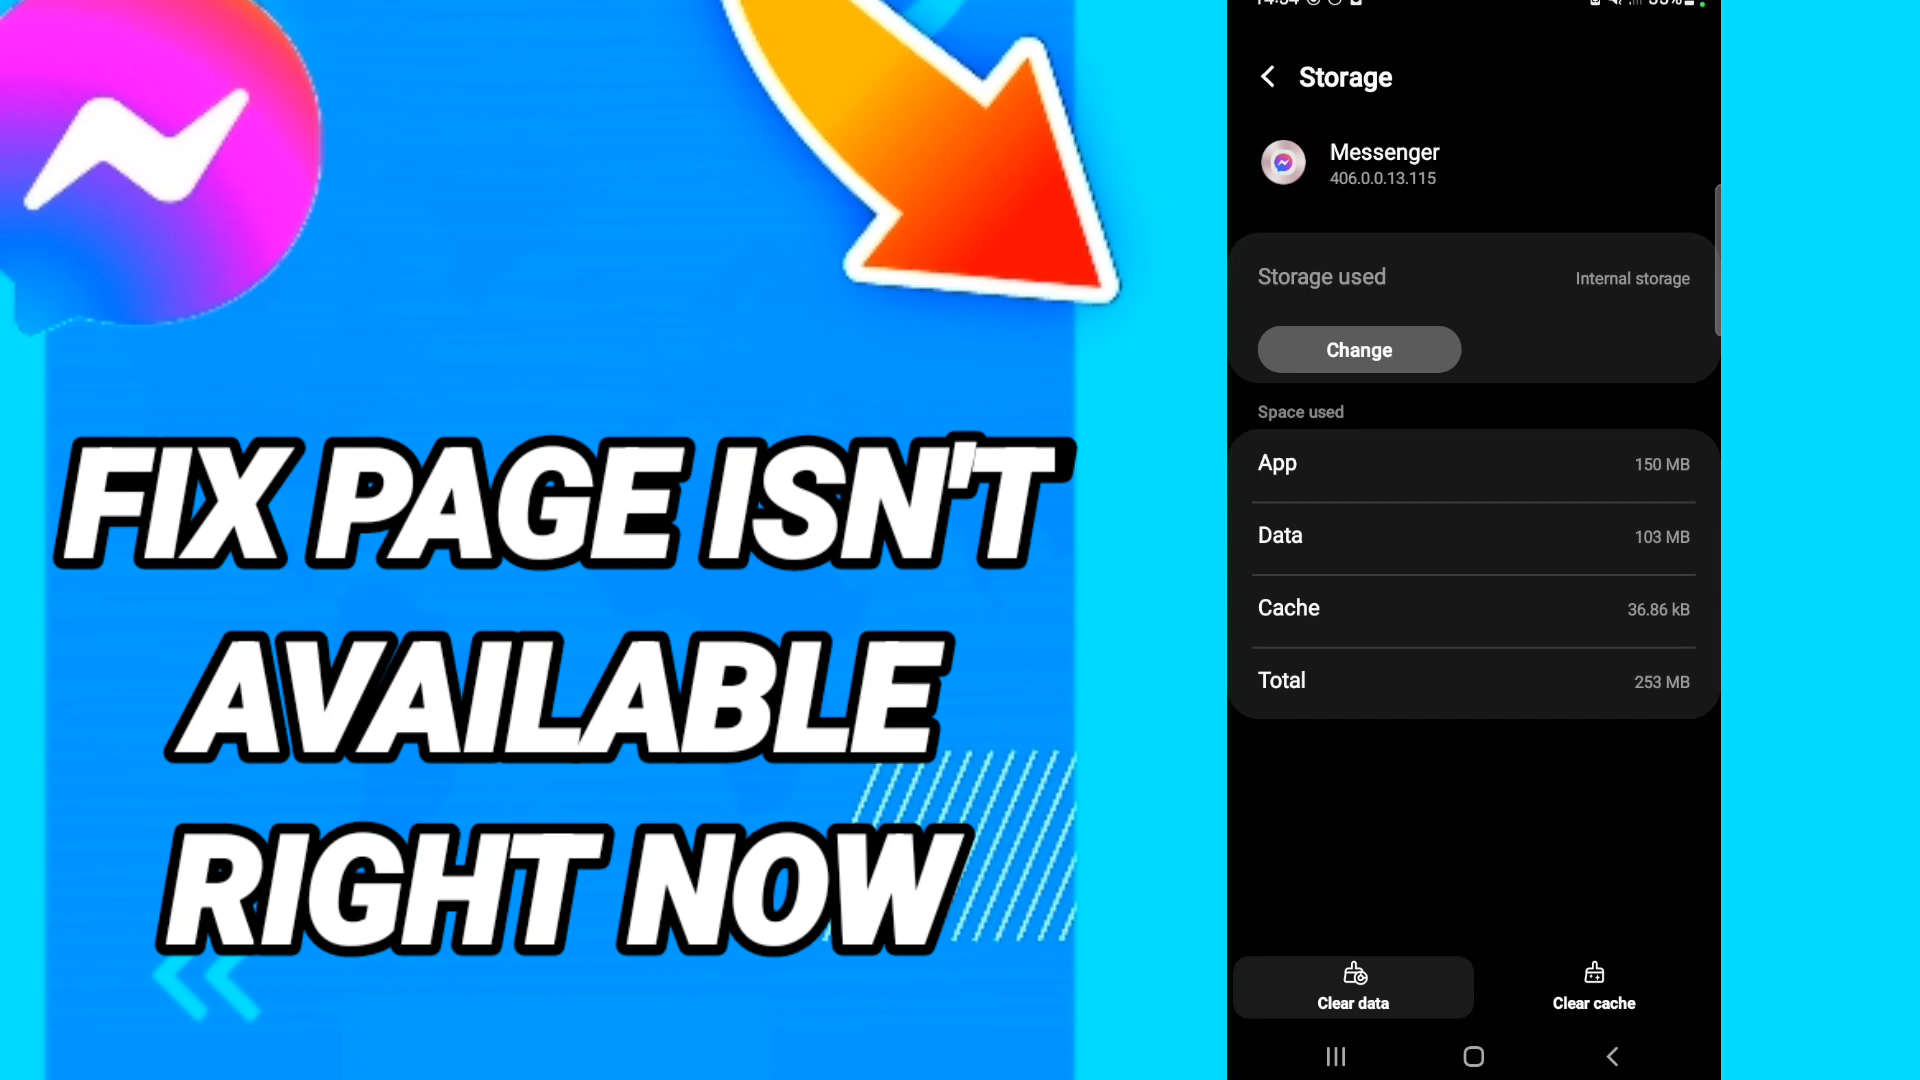 FIX PAGE ISN'T
AVAILABLE
RIGHT NOW
Storage
Messenger
406.0.0.13.115
Storage used Internal storage
Change
Space used
App 150 MB
Data 103 MB
Cache 36.86 kB
Total 253 MB
Clear data Clear cache